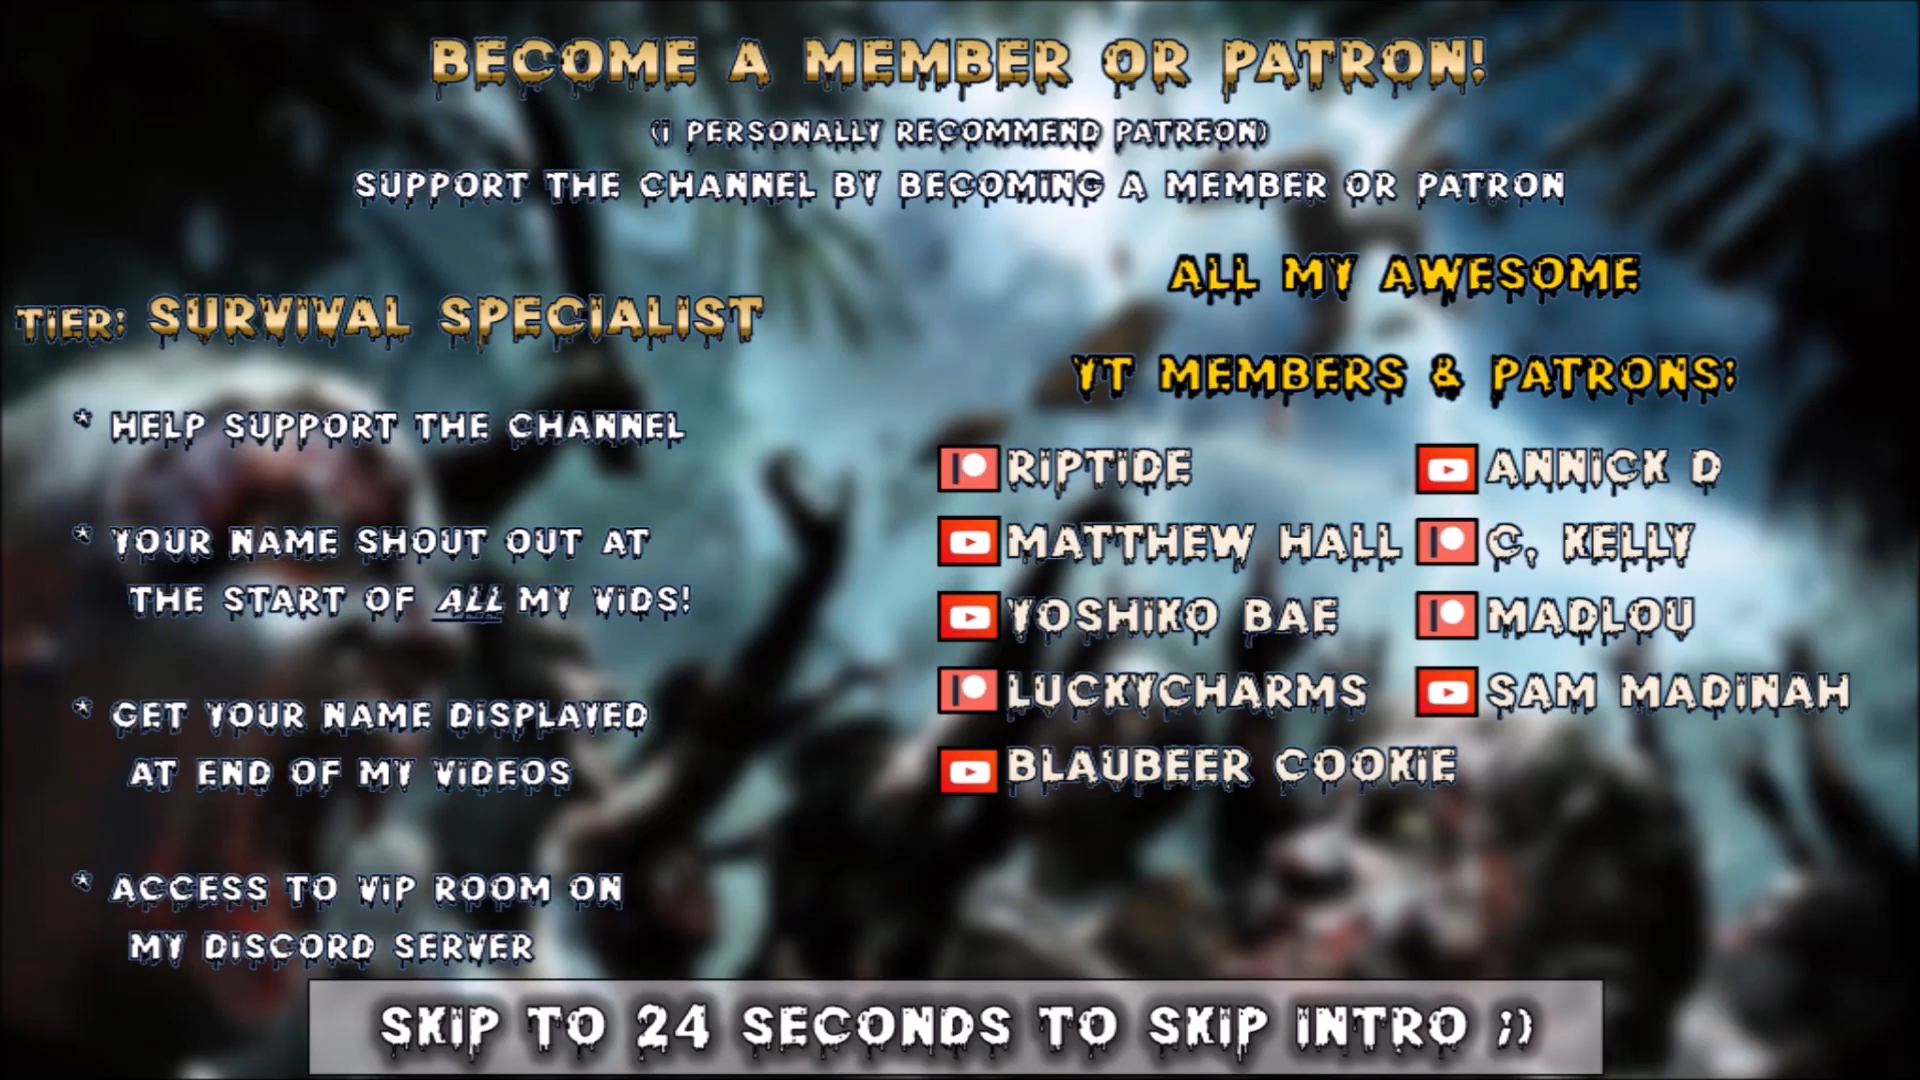 BECOME A MEMBER OR PATRON!
(I PERSONALLY RECOMMEND PATREON)
SUPPORT THE CHANNEL BY BECOMING A MEMBER OR PATRON
TIER: SURVIVAL SPECIALIST
* HELP SUPPORT THE CHANNEL
* YOUR NAME SHOUT OUT AT
THE START OF ALL MY VIDS!
* GET YOUR NAME DISPLAYED
AT END OF MY VIDEOS
* ACCESS TO VIP ROOM ON
MY DISCORD SERVER
ALL MY AWESOME
YT MEMBERS & PATRONS:
RIPTIDE
MATTHEW HALL
YOSHIKO BAE
LUCKYCHARMS
BLAUBEER COOKIE
ANNICK D
C, KELLY
MADLOU
SAM MADINAH
SKIP TO 24 SECONDS TO SKIP INTRO ;)